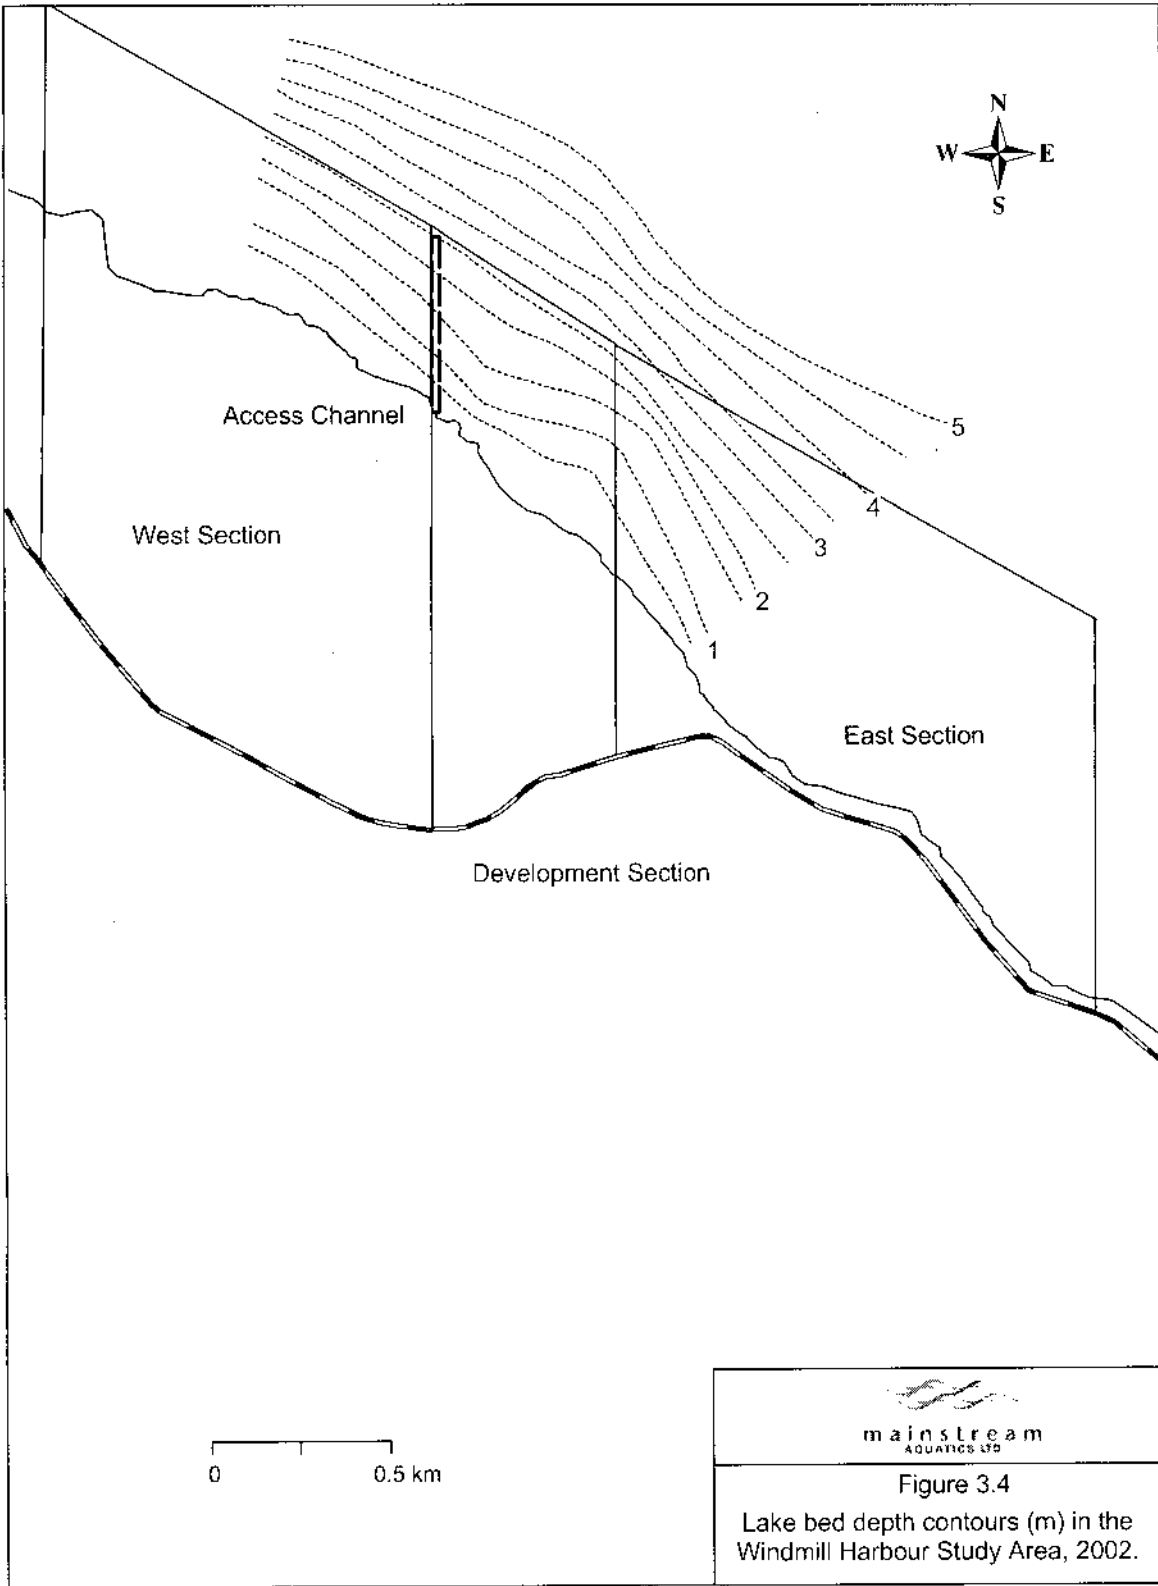 N
W E
S
5
4
3
2
1
Access Channel
West Section
East Section
Development Section
0 0.5 km
mainstream
AQUATICS LTD
Figure 3.4
Lake bed depth contours (m) in the
Windmill Harbour Study Area, 2002.